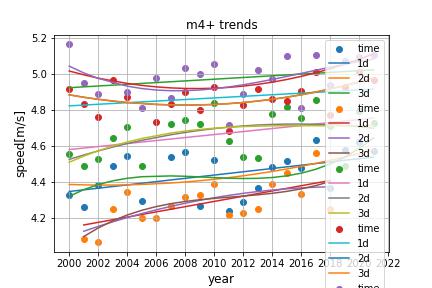 m4+ trends
speed[m/s]
5.2
5.0
4.8
4.6
4.4
4.2
2000 2002 2004 2006 2008 2010 2012 2014 2016 2018 2020 2022
year
time
1d
2d
3d
time
1d
2d
3d
time
1d
2d
3d
time
1d
2d
3d
time